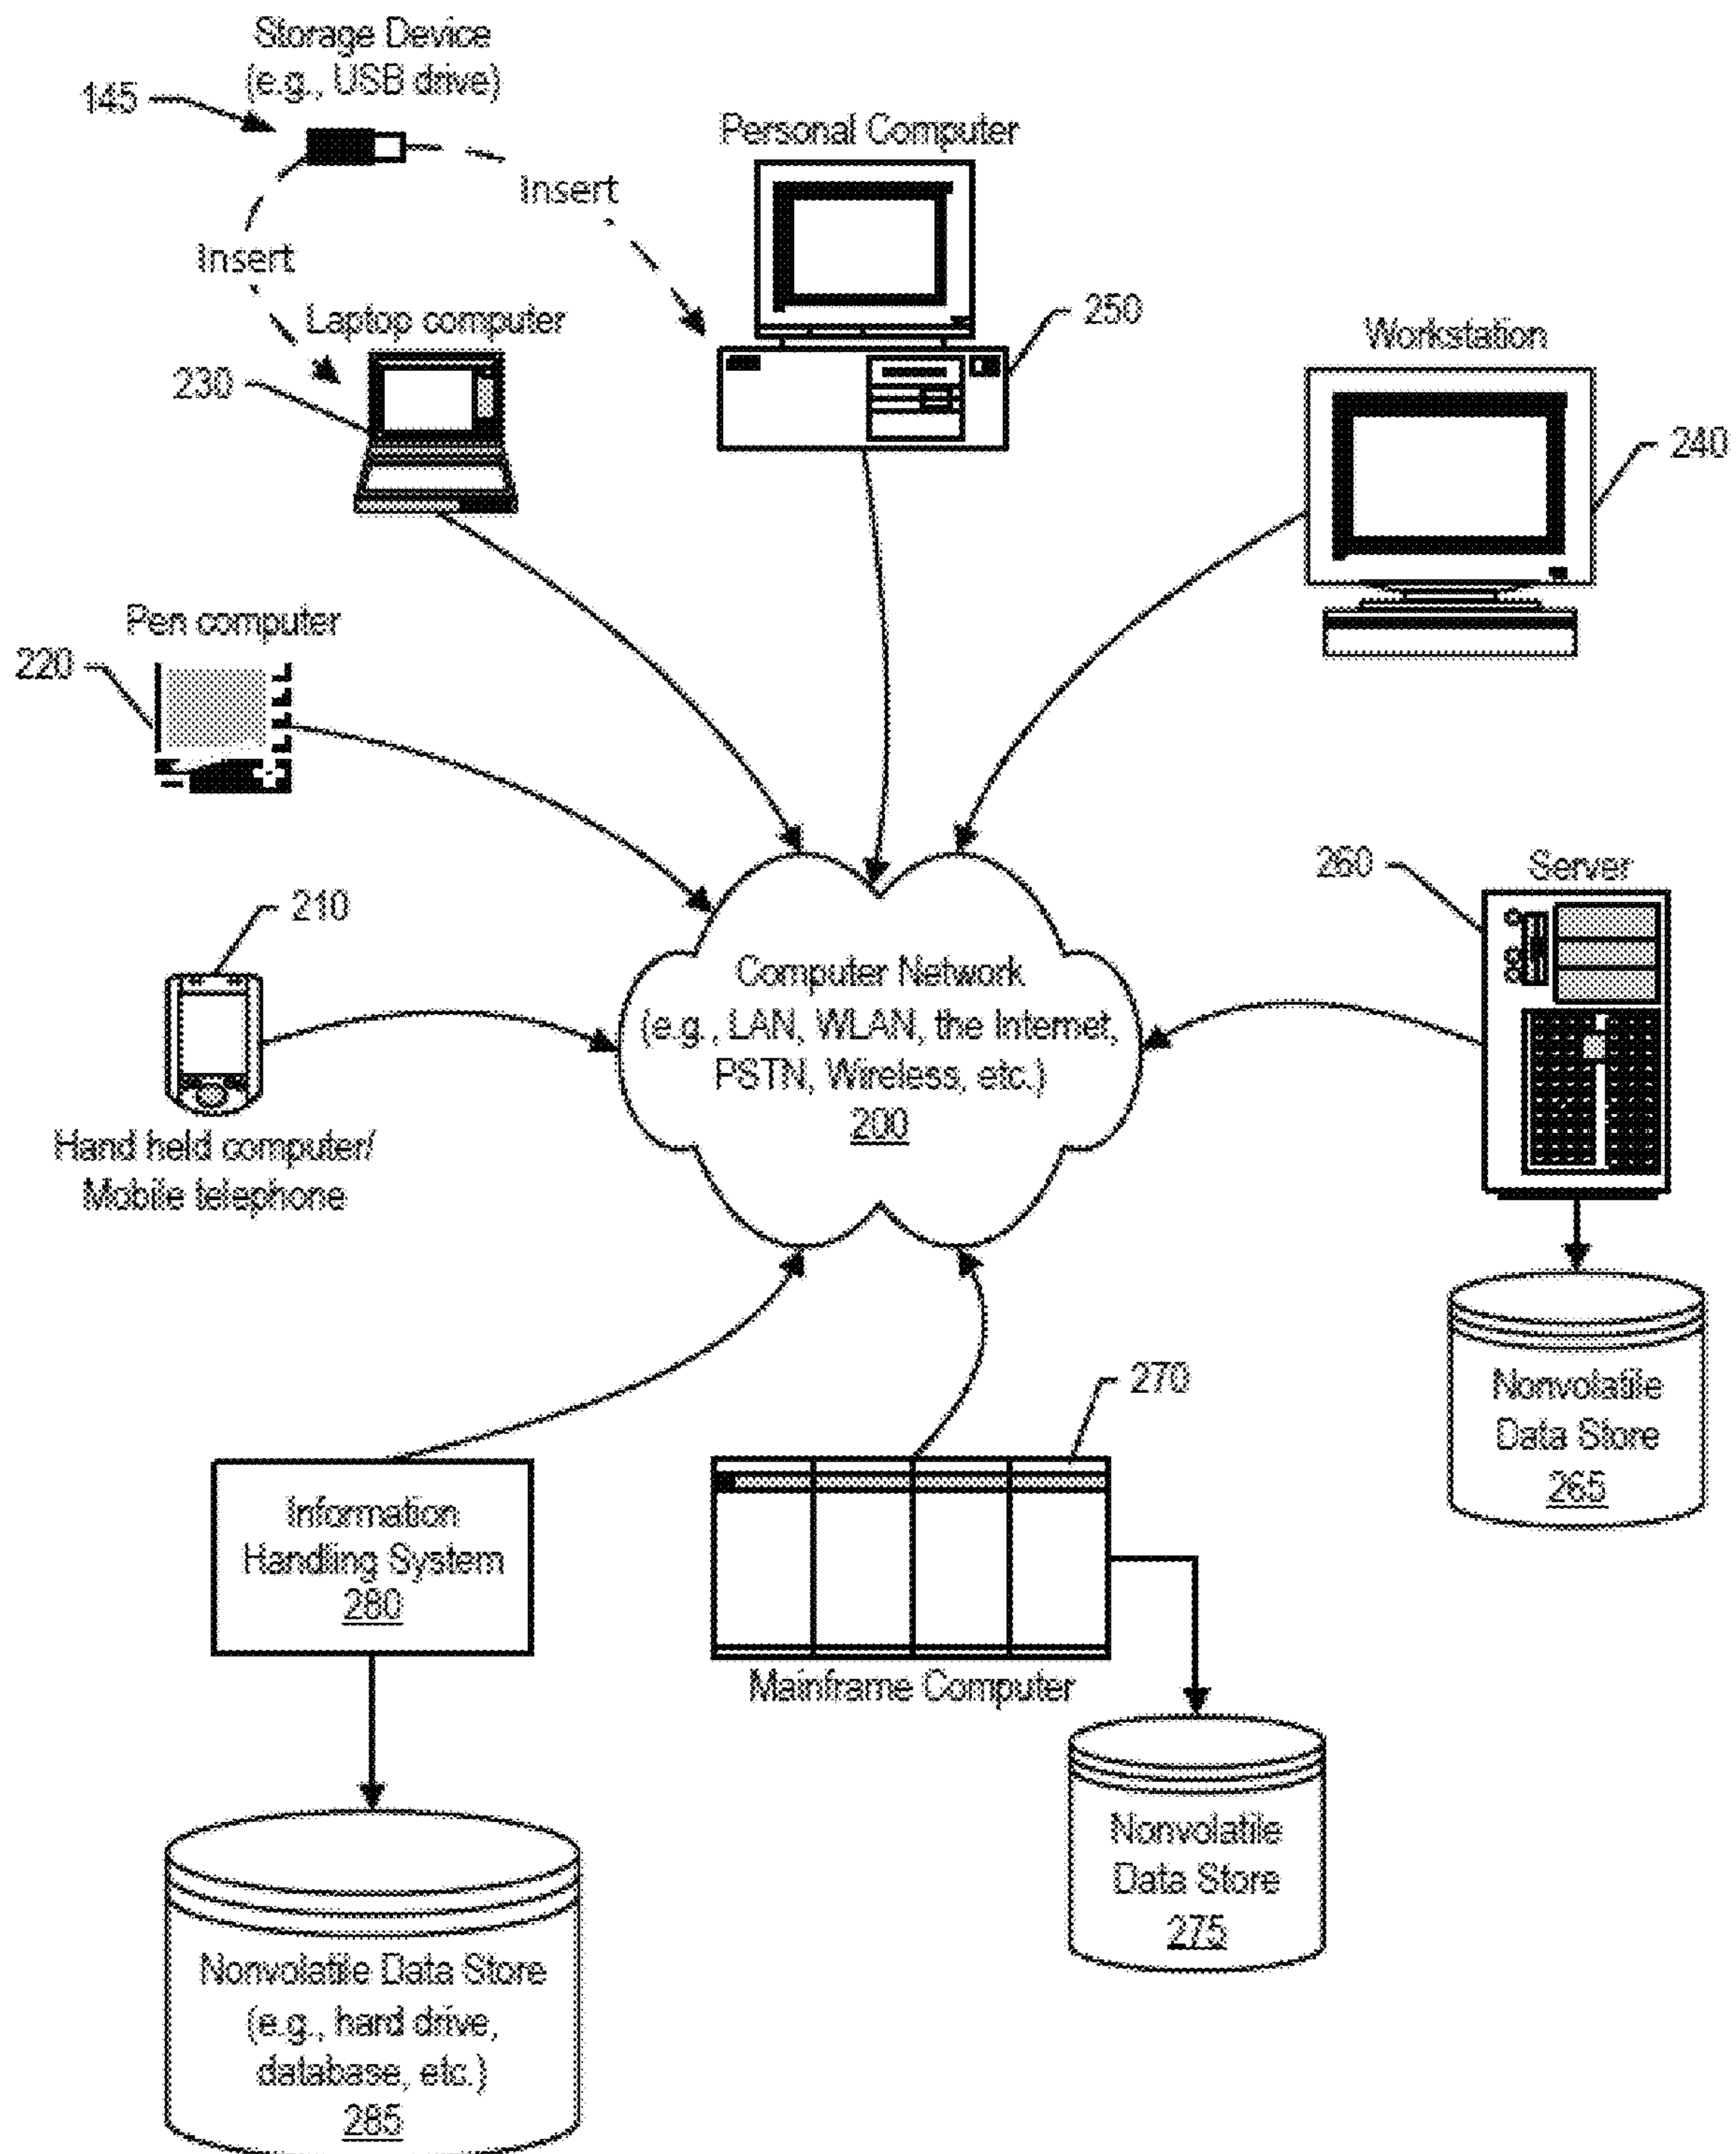 Storage Device
(e.g., USB drive)
145
Personal Computer
Insert
Insert
Laptop computer
250
Workstation
230
240
Pen computer
220
260
Server
210
Computer Network
(e.g., LAN, WLAN, the Internet,
PSTN, Wireless, etc.)
200
Hand held computer/
Mobile telephone
270
Nonvolatile
Data Store
265
Information
Handling System
280
Mainframe Computer
Nonvolatile
Data Store
275
Nonvolatile Data Store
(e.g., hard drive,
database, etc.)
285